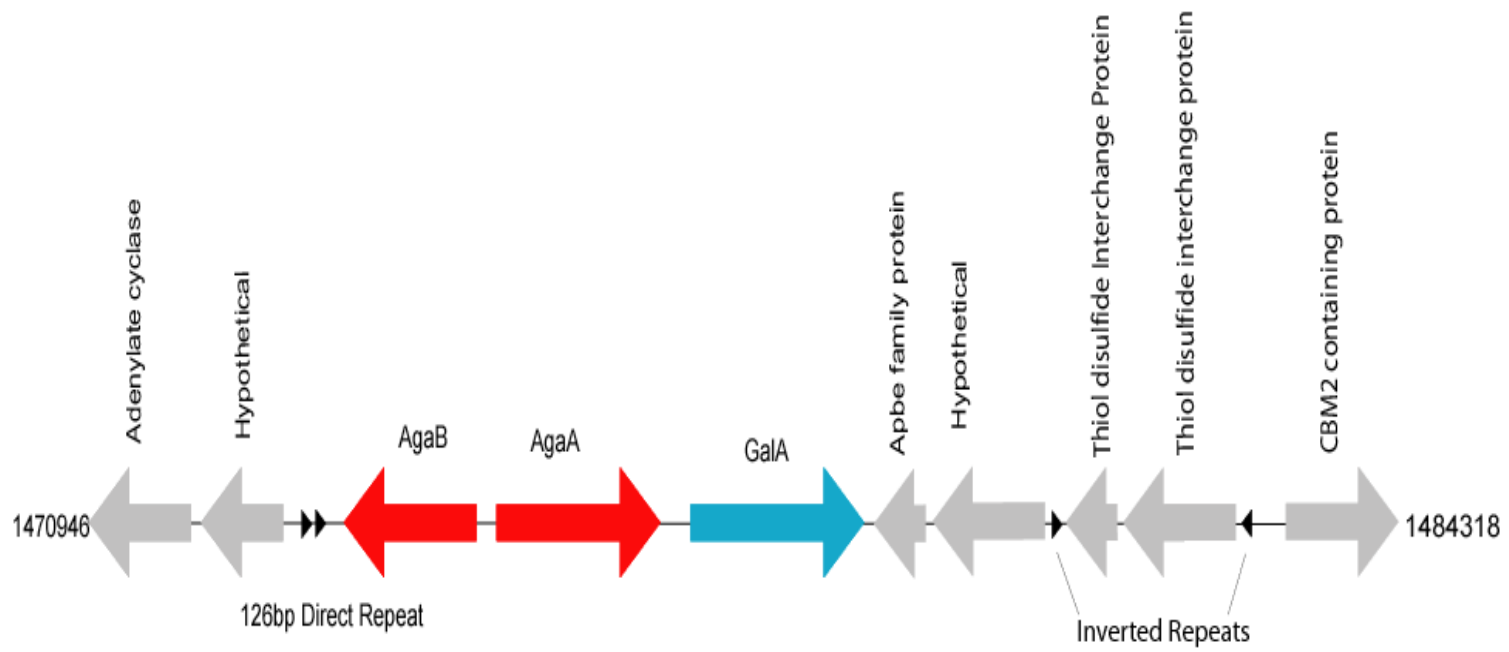 Adenylate cyclase
Hypothetical
AgaB
AgaA
GalA
Apbe family protein
Hypothetical
Thiol disulfide Interchange Protein
Thiol disulfide interchange protein
CBM2 containing protein
1470946
1484318
126bp Direct Repeat
Inverted Repeats